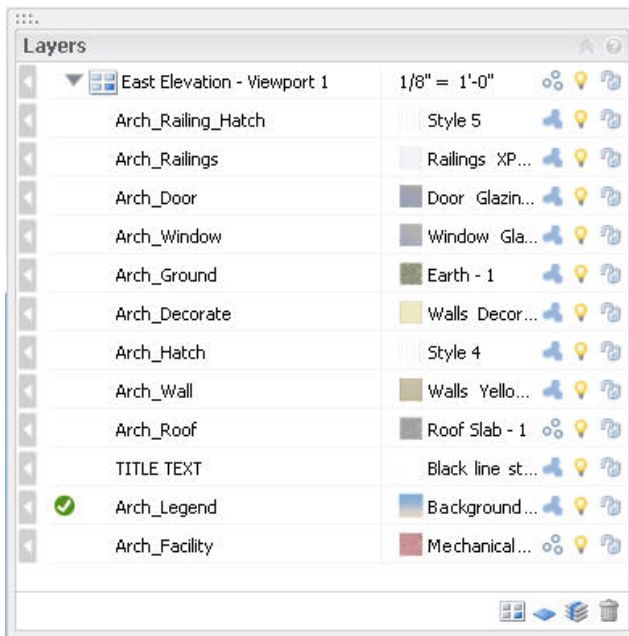 Layers
East Elevation - Viewport 1 1/8" = 1'-0"
Arch_Railing_Hatch Style 5
Arch_Railings Railings XP...
Arch_Door Door Glazin...
Arch_Window Window Gla...
Arch_Ground Earth - 1
Arch_Decorate Walls Decor...
Arch_Hatch Style 4
Arch_Wall Walls Yello...
Arch_Roof Roof Slab - 1
TITLE TEXT Black line st...
Arch_Legend Background...
Arch_Facility Mechanical...